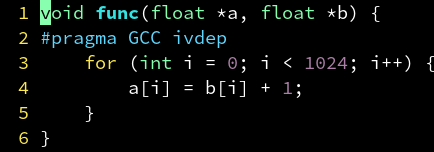 1 void func(float *a, float *b) {
2 #pragma GCC ivdep
3     for (int i = 0; i < 1024; i++) {
4         a[i] = b[i] + 1;
5     }
6 }